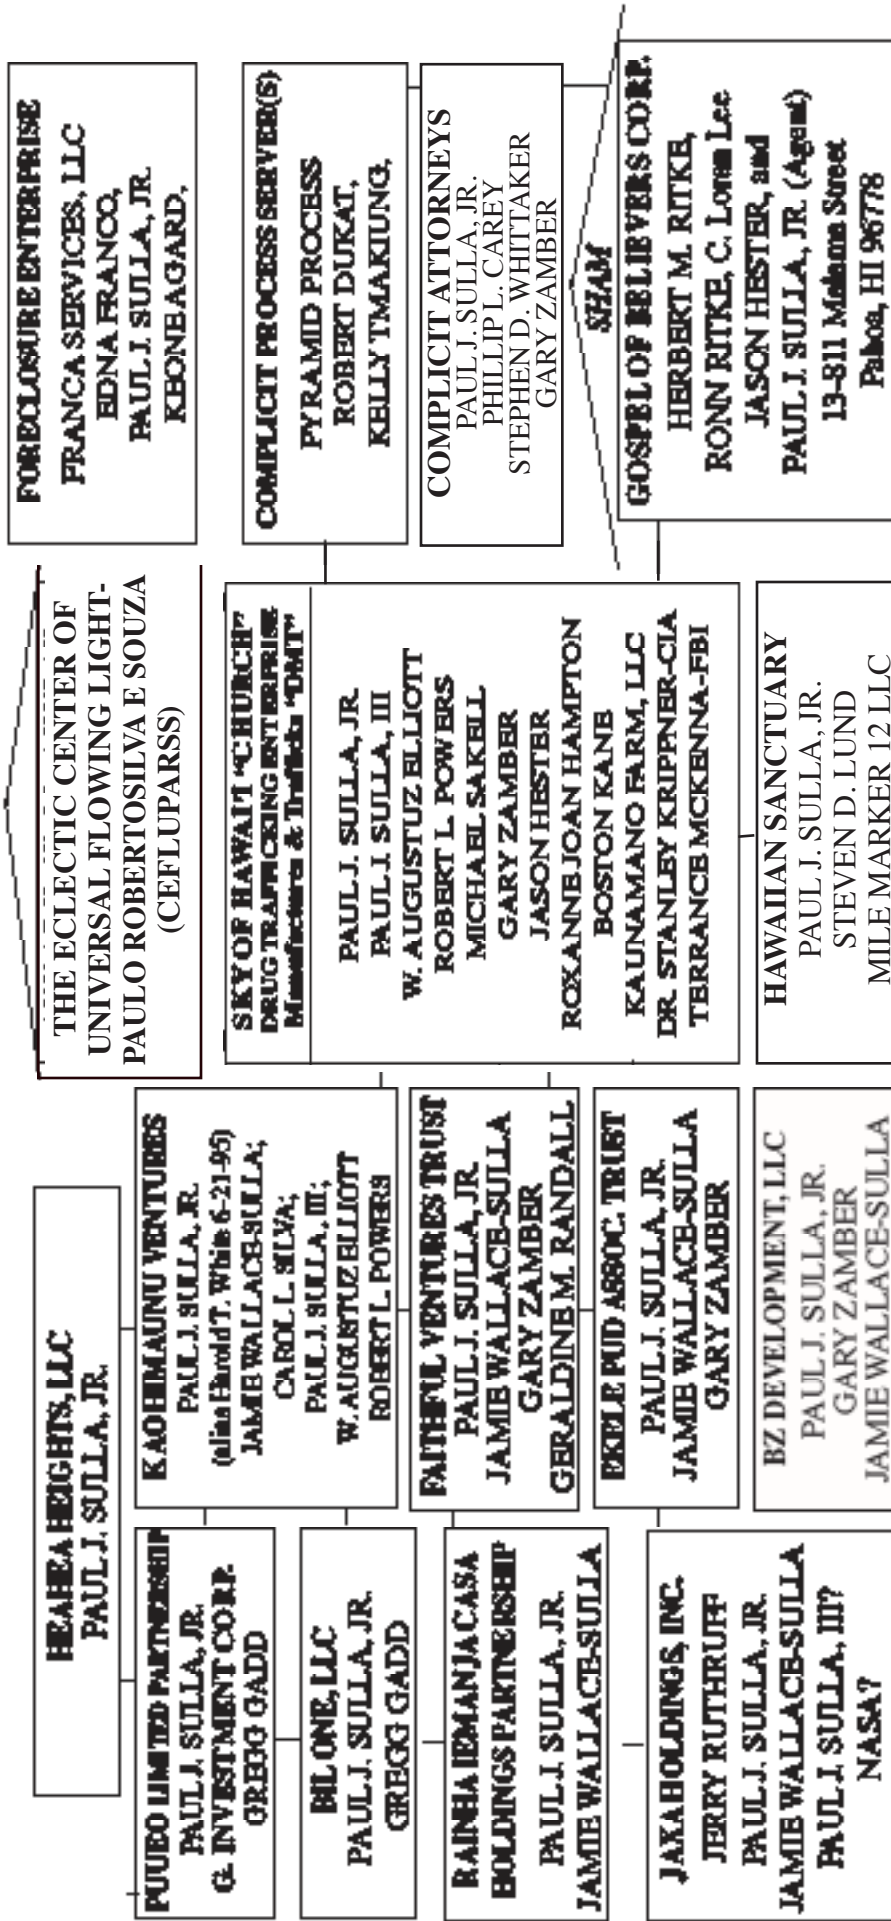 HEAHEA HEIGHTS, LLC
PAUL J. SULLA, JR.
PUUEO LIMITED PARTNERSHIP
PAUL J. SULLA, JR.
G. INVESTMENT CORP.
GREGG GADD
BIL ONE, LLC
PAUL J. SULLA, JR.
GREGG GADD
RAINHA IEMANJA CASA
HOLDINGS PARTNERSHIP
PAUL J. SULLA, JR.
JAMIE WALLACE-SULLA
JAXA HOLDINGS, INC.
JERRY RUTHRUFF
PAUL J. SULLA, JR.
JAMIE WALLACE-SULLA
PAUL J. SULLA, III?
NASA?
KAOHIMAUNU VENTURES
PAUL J. SULLA, JR.
(alias Harold T. White 6-21-95)
JAMIE WALLACE-SULLA;
CAROL L. SILVA;
PAUL J. SULLA, III;
W. AUGUSTUZ ELLIOTT
ROBERT L. POWERS
FAITHFUL VENTURES TRUST
PAUL J. SULLA, JR.
JAMIE WALLACE-SULLA
GARY ZAMBER
GERALDINE M. RANDALL
EKELE PUD ASSOC. TRUST
PAUL J. SULLA, JR.
JAMIE WALLACE-SULLA
GARY ZAMBER
BZ DEVELOPMENT, LLC
PAUL J. SULLA, JR.
GARY ZAMBER
JAMIE WALLACE-SULLA
THE ECLECTIC CENTER OF
UNIVERSAL FLOWING LIGHT-
PAULO ROBERTOSILVA E SOUZA
(CEFLUPARSS)
SKY OF HAWAI'I "CHURCH"
DRUG TRAFFICKING ENTERPRISE
Manufactures & Traffics "DMT"
PAUL J. SULLA, JR.
PAUL J. SULLA, III
W. AUGUSTUZ ELLIOTT
ROBERT L. POWERS
MICHAEL SAKELL
GARY ZAMBER
JASON HESTER
ROXANNE JOAN HAMPTON
BOSTON KANE
KAUNAMANO FARM, LLC
DR. STANLEY KRIPPNER-CIA
TERRANCE MCKENNA-FBI
HAWAIIAN SANCTUARY
PAUL J. SULLA, JR.
STEVEN D. LUND
MILE MARKER 12 LLC
FORECLOSURE ENTERPRISE
FRANCA SERVICES, LLC
EDNA FRANCO,
PAUL J. SULLA, JR.
KEONE AGARD,
COMPLICIT PROCESS SERVER(S)
PYRAMID PROCESS
ROBERT DUKAT,
KELLY TMAKIUNG,
COMPLICIT ATTORNEYS
PAUL J. SULLA, JR.
PHILLIP L. CAREY
STEPHEN D. WHITTAKER
GARY ZAMBER
SHAM
GOSPEL OF BELIEVERS CORP.
HERBERT M. RITKE,
RONN RITKE, C. Loran Lee
JASON HESTER, and
PAUL J. SULLA, JR. (Agent)
13-811 Street
Pahoa, HI 96778